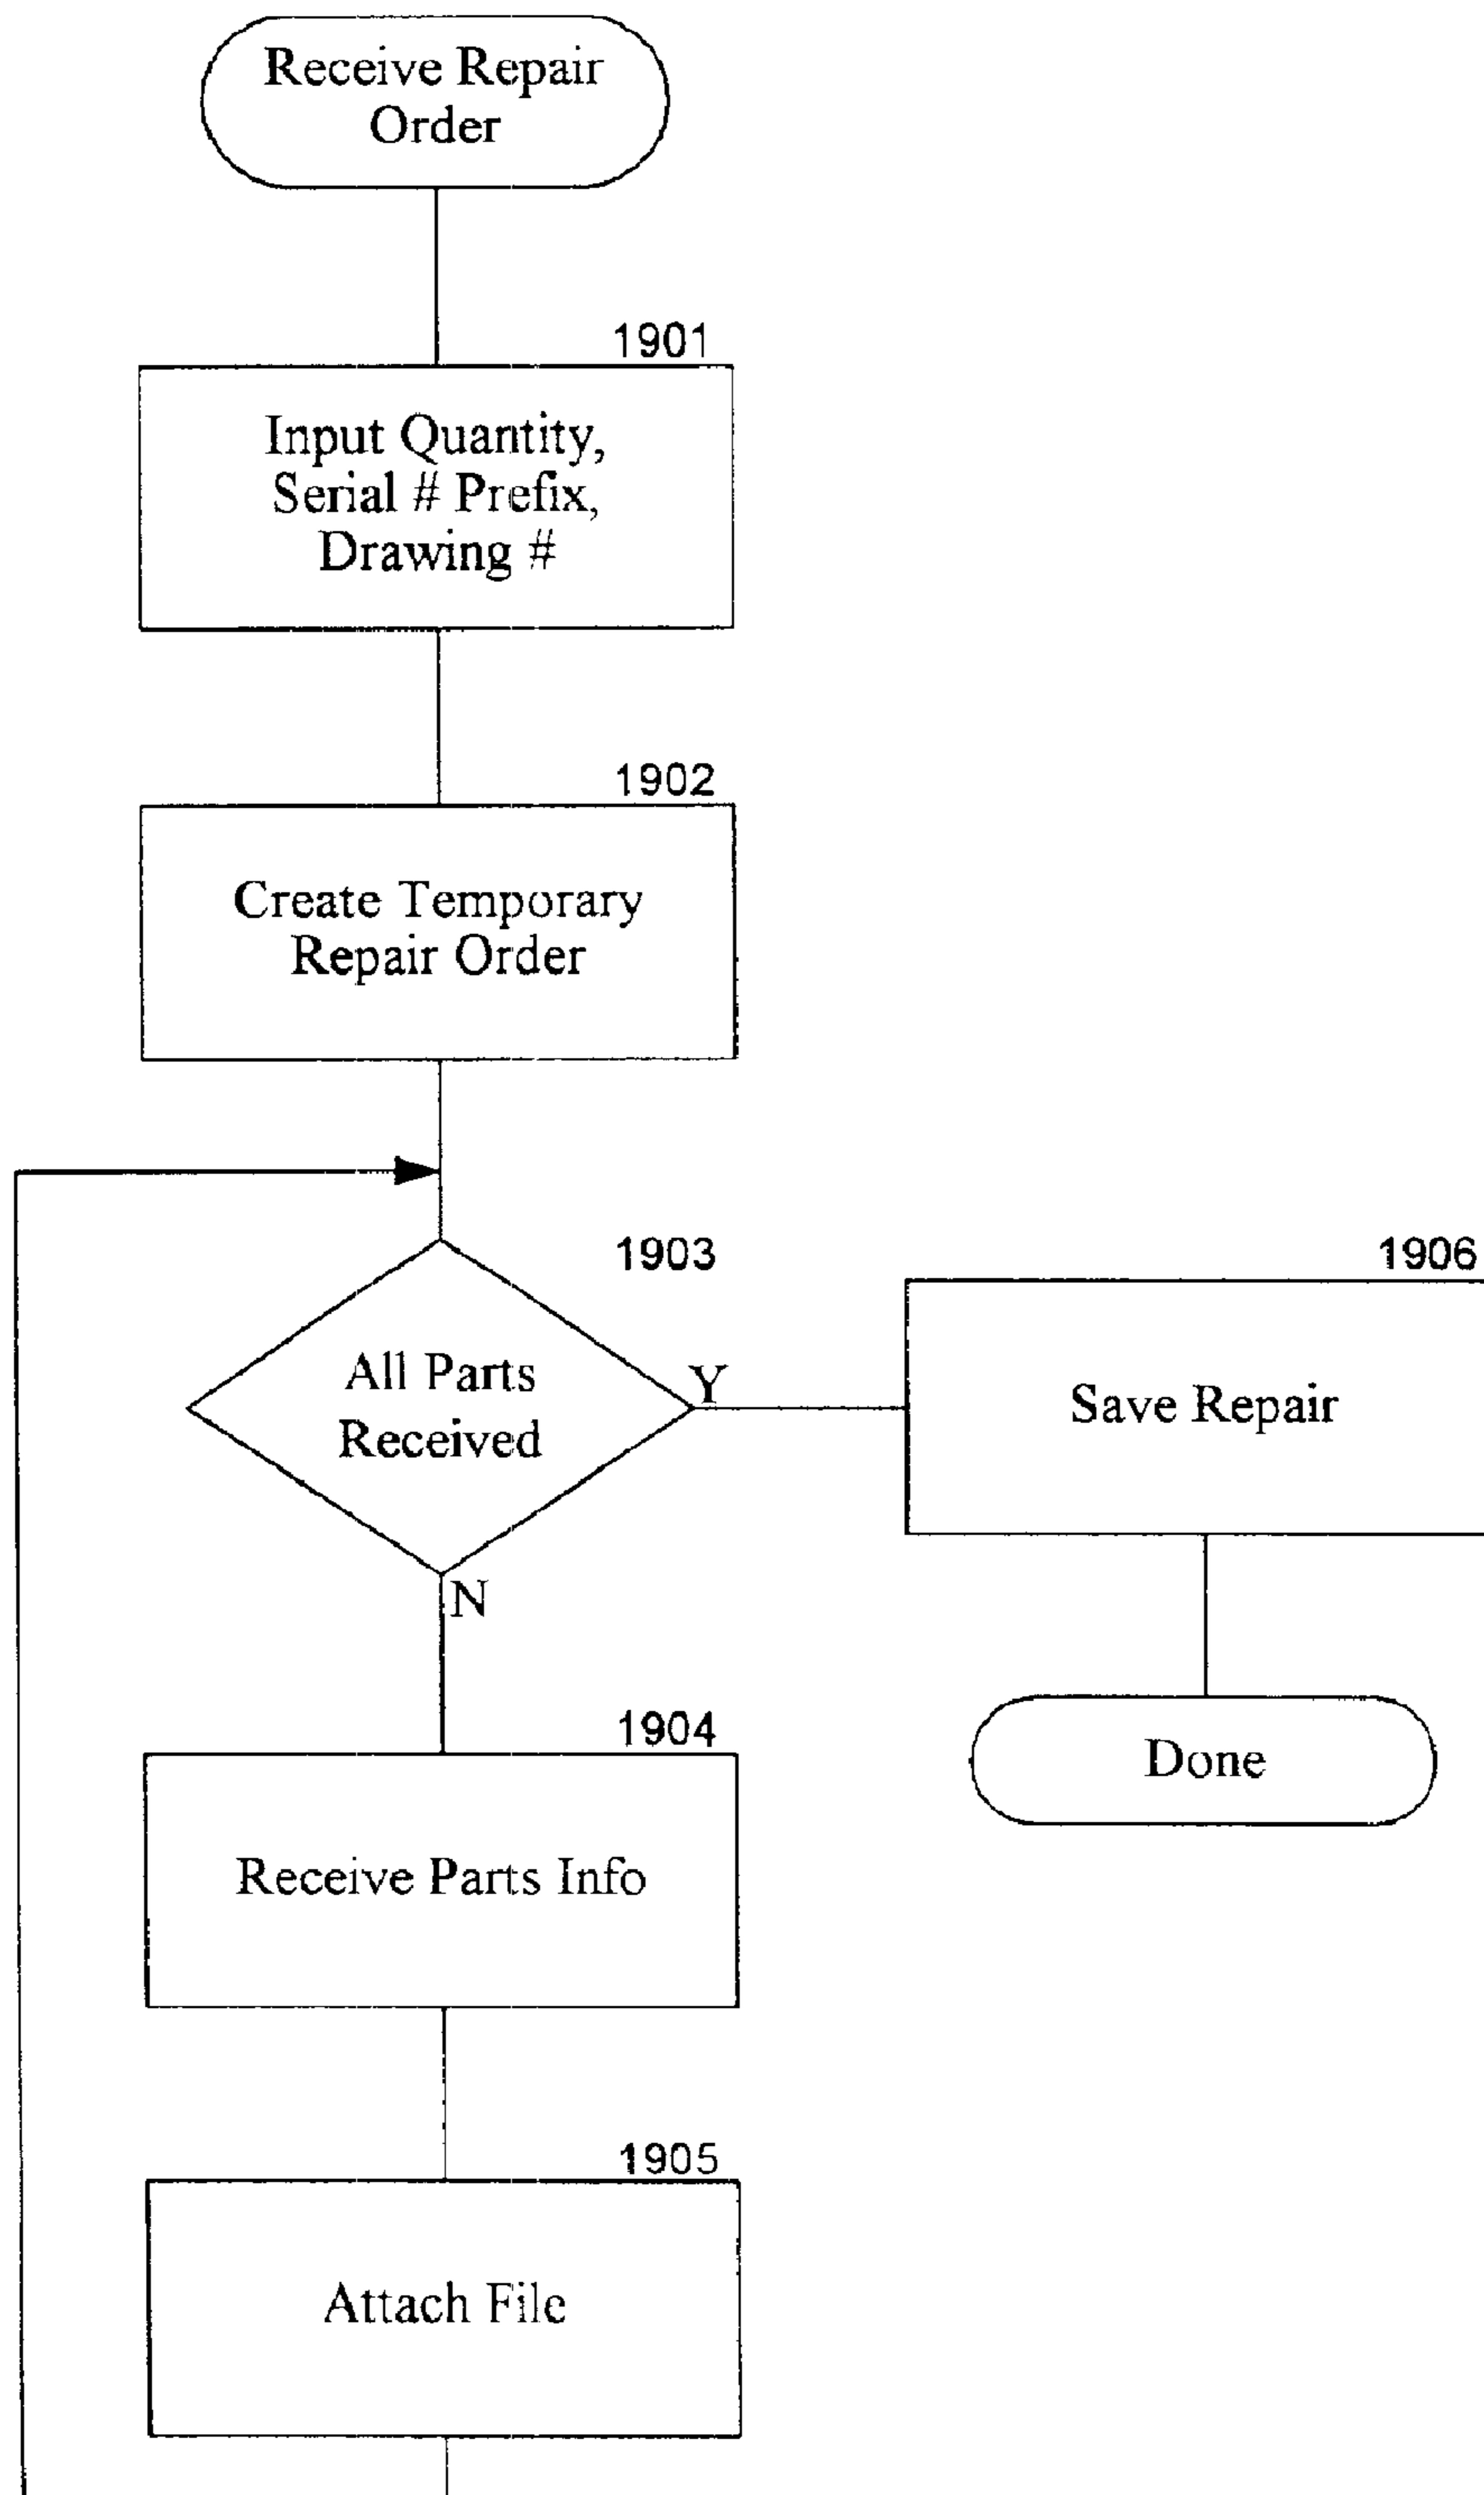 Receive Repair
Order
1901
Input Quantity,
Serial # Prefix,
Drawing #
1902
Create Temporary
Repair Order
1903
All Parts
Received
Y
N
1906
Save Repair
Done
1904
Receive Parts Info
1905
Attach File